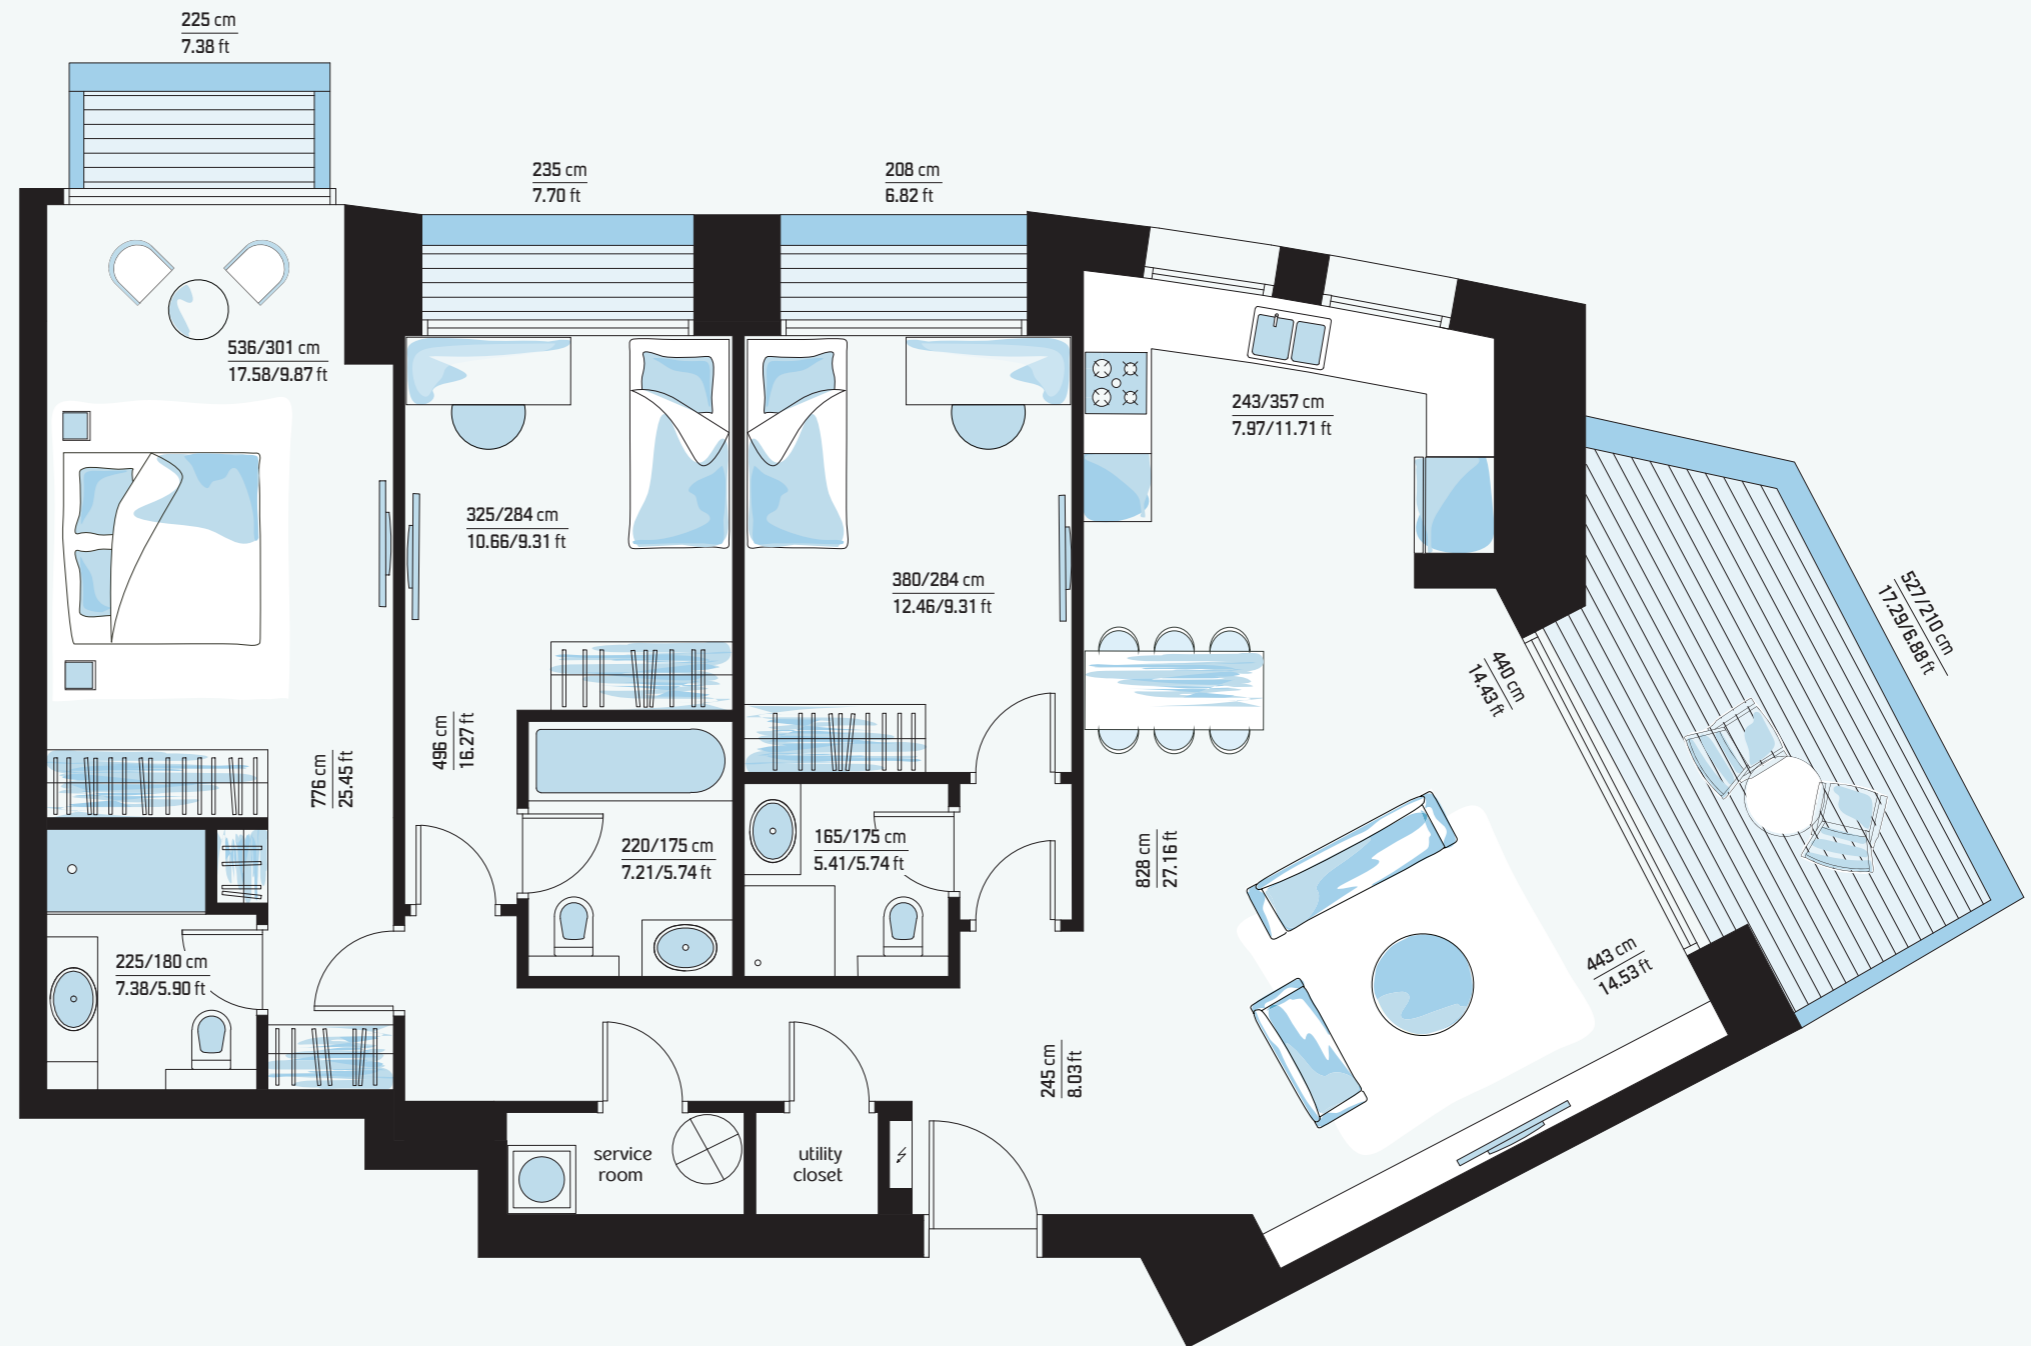 225 cm
7.38 ft
235 cm
7.70 ft
208 cm
6.82 ft
536/301 cm
17.58/9.87 ft
243/357 cm
7.97/11.71 ft
325/284 cm
10.66/9.31 ft
380/284 cm
12.46/9.31 ft
527/210 cm
17.29/6.88 ft
440 cm
14.43 ft
496 cm
16.27 ft
776 cm
25.45 ft
220/175 cm
7.21/5.74 ft
165/175 cm
5.41/5.74 ft
828 cm
27.16 ft
225/180 cm
7.38/5.90 ft
443 cm
14.53 ft
245 cm
8.03ft
service
room
utility
closet